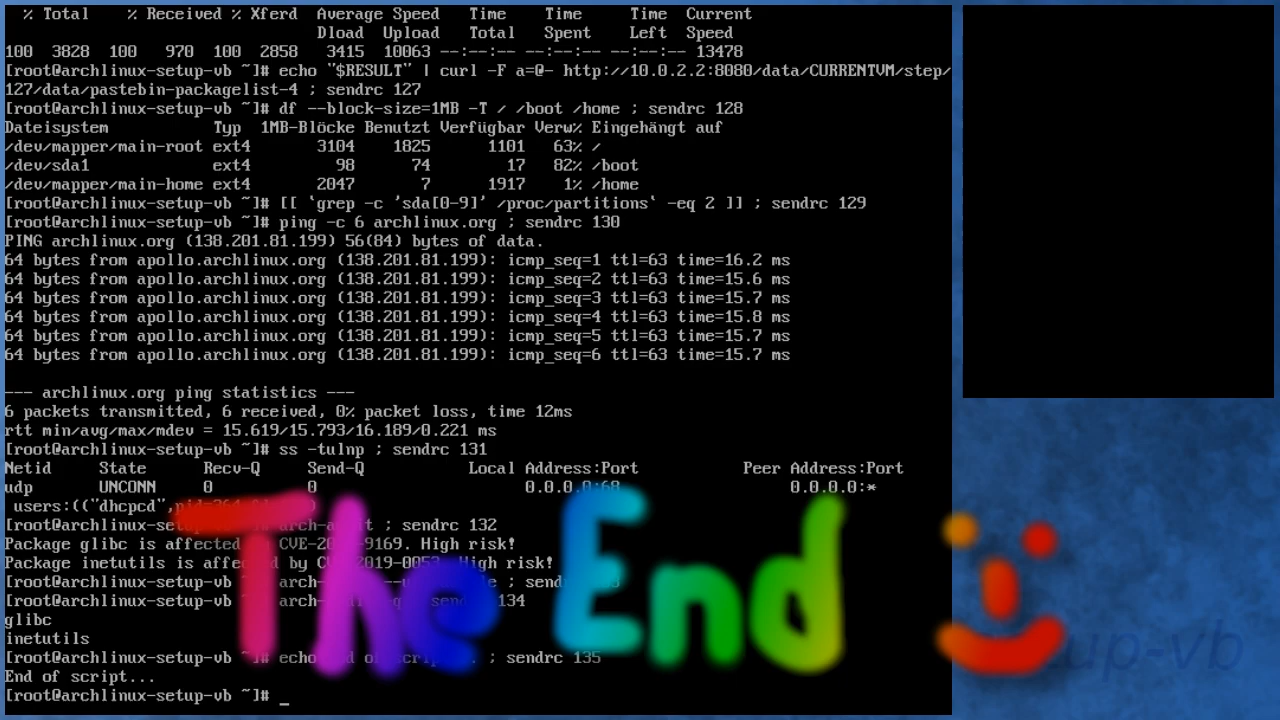 % Total    % Received % Xferd  Average Speed   Time    Time     Time  Current
                                 Dload  Upload   Total   Spent    Left  Speed
100  3828  100   970  100  2858   3415  10063 --:--:-- --:--:-- --:--:-- 13478
[root@archlinux-setup-vb ~]# echo "$RESULT" | curl -F a=@- http://10.0.2.2:8080/data/CURRENTVM/step/
127/data/pastebin-packagelist-4 ; sendrc 127
[root@archlinux-setup-vb ~]# df --block-size=1MB -T / /boot /home ; sendrc 128
Dateisystem           Typ  1MB-Blöcke Benutzt Verfügbar Verw% Eingehängt auf
/dev/mapper/main-root ext4       3104    1825      1101   63% /
/dev/sda1             ext4         98      74        17   82% /boot
/dev/mapper/main-home ext4       2047       7      1917    1% /home
[root@archlinux-setup-vb ~]# [[ `grep -c 'sda[0-9]' /proc/partitions` -eq 2 ]] ; sendrc 129
[root@archlinux-setup-vb ~]# ping -c 6 archlinux.org ; sendrc 130
PING archlinux.org (138.201.81.199) 56(84) bytes of data.
64 bytes from apollo.archlinux.org (138.201.81.199): icmp_seq=1 ttl=63 time=16.2 ms
64 bytes from apollo.archlinux.org (138.201.81.199): icmp_seq=2 ttl=63 time=15.6 ms
64 bytes from apollo.archlinux.org (138.201.81.199): icmp_seq=3 ttl=63 time=15.7 ms
64 bytes from apollo.archlinux.org (138.201.81.199): icmp_seq=4 ttl=63 time=15.8 ms
64 bytes from apollo.archlinux.org (138.201.81.199): icmp_seq=5 ttl=63 time=15.7 ms
64 bytes from apollo.archlinux.org (138.201.81.199): icmp_seq=6 ttl=63 time=15.7 ms
--- archlinux.org ping statistics ---
6 packets transmitted, 6 received, 0% packet loss, time 12ms
rtt min/avg/max/mdev = 15.619/15.793/16.189/0.221 ms
[root@archlinux-setup-vb ~]# ss -tulnp ; sendrc 131
Netid     State      Recv-Q     Send-Q           Local Address:Port           Peer Address:Port
udp       UNCONN     0          0                      0.0.0.0:68                  0.0.0.0:*
 users:(("dhcpcd",
[root@archlinux-setup-vb ~]# arch-audit ; sendrc 132
Package glibc is affected CVE-20 -9169. High risk!
Package inetutils is affected by CVE-2019-0053. High risk!
[root@archlinux-setup-vb ~]# arch- ; send
[root@archlinux-setup-vb ~]# arch- send 134
glibc
inetutils
[root@archlinux-setup-vb ~]# echo ; sendrc 135
End of script...
[root@archlinux-setup-vb ~]# _
The End
up-vb